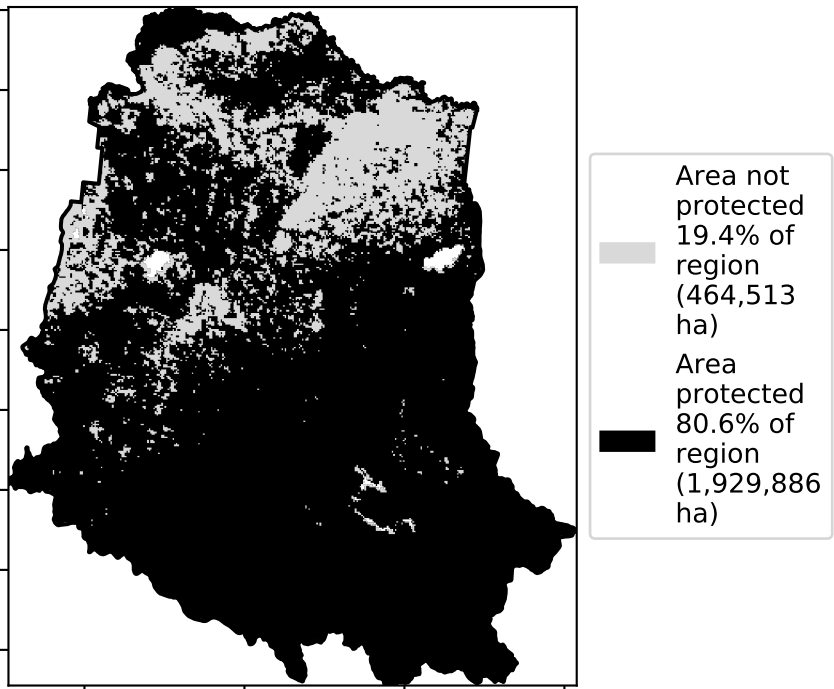 Area not
protected
19.4% of
region
(464,513
ha)
Area
protected
80.6% of
region
(1,929,886
ha)